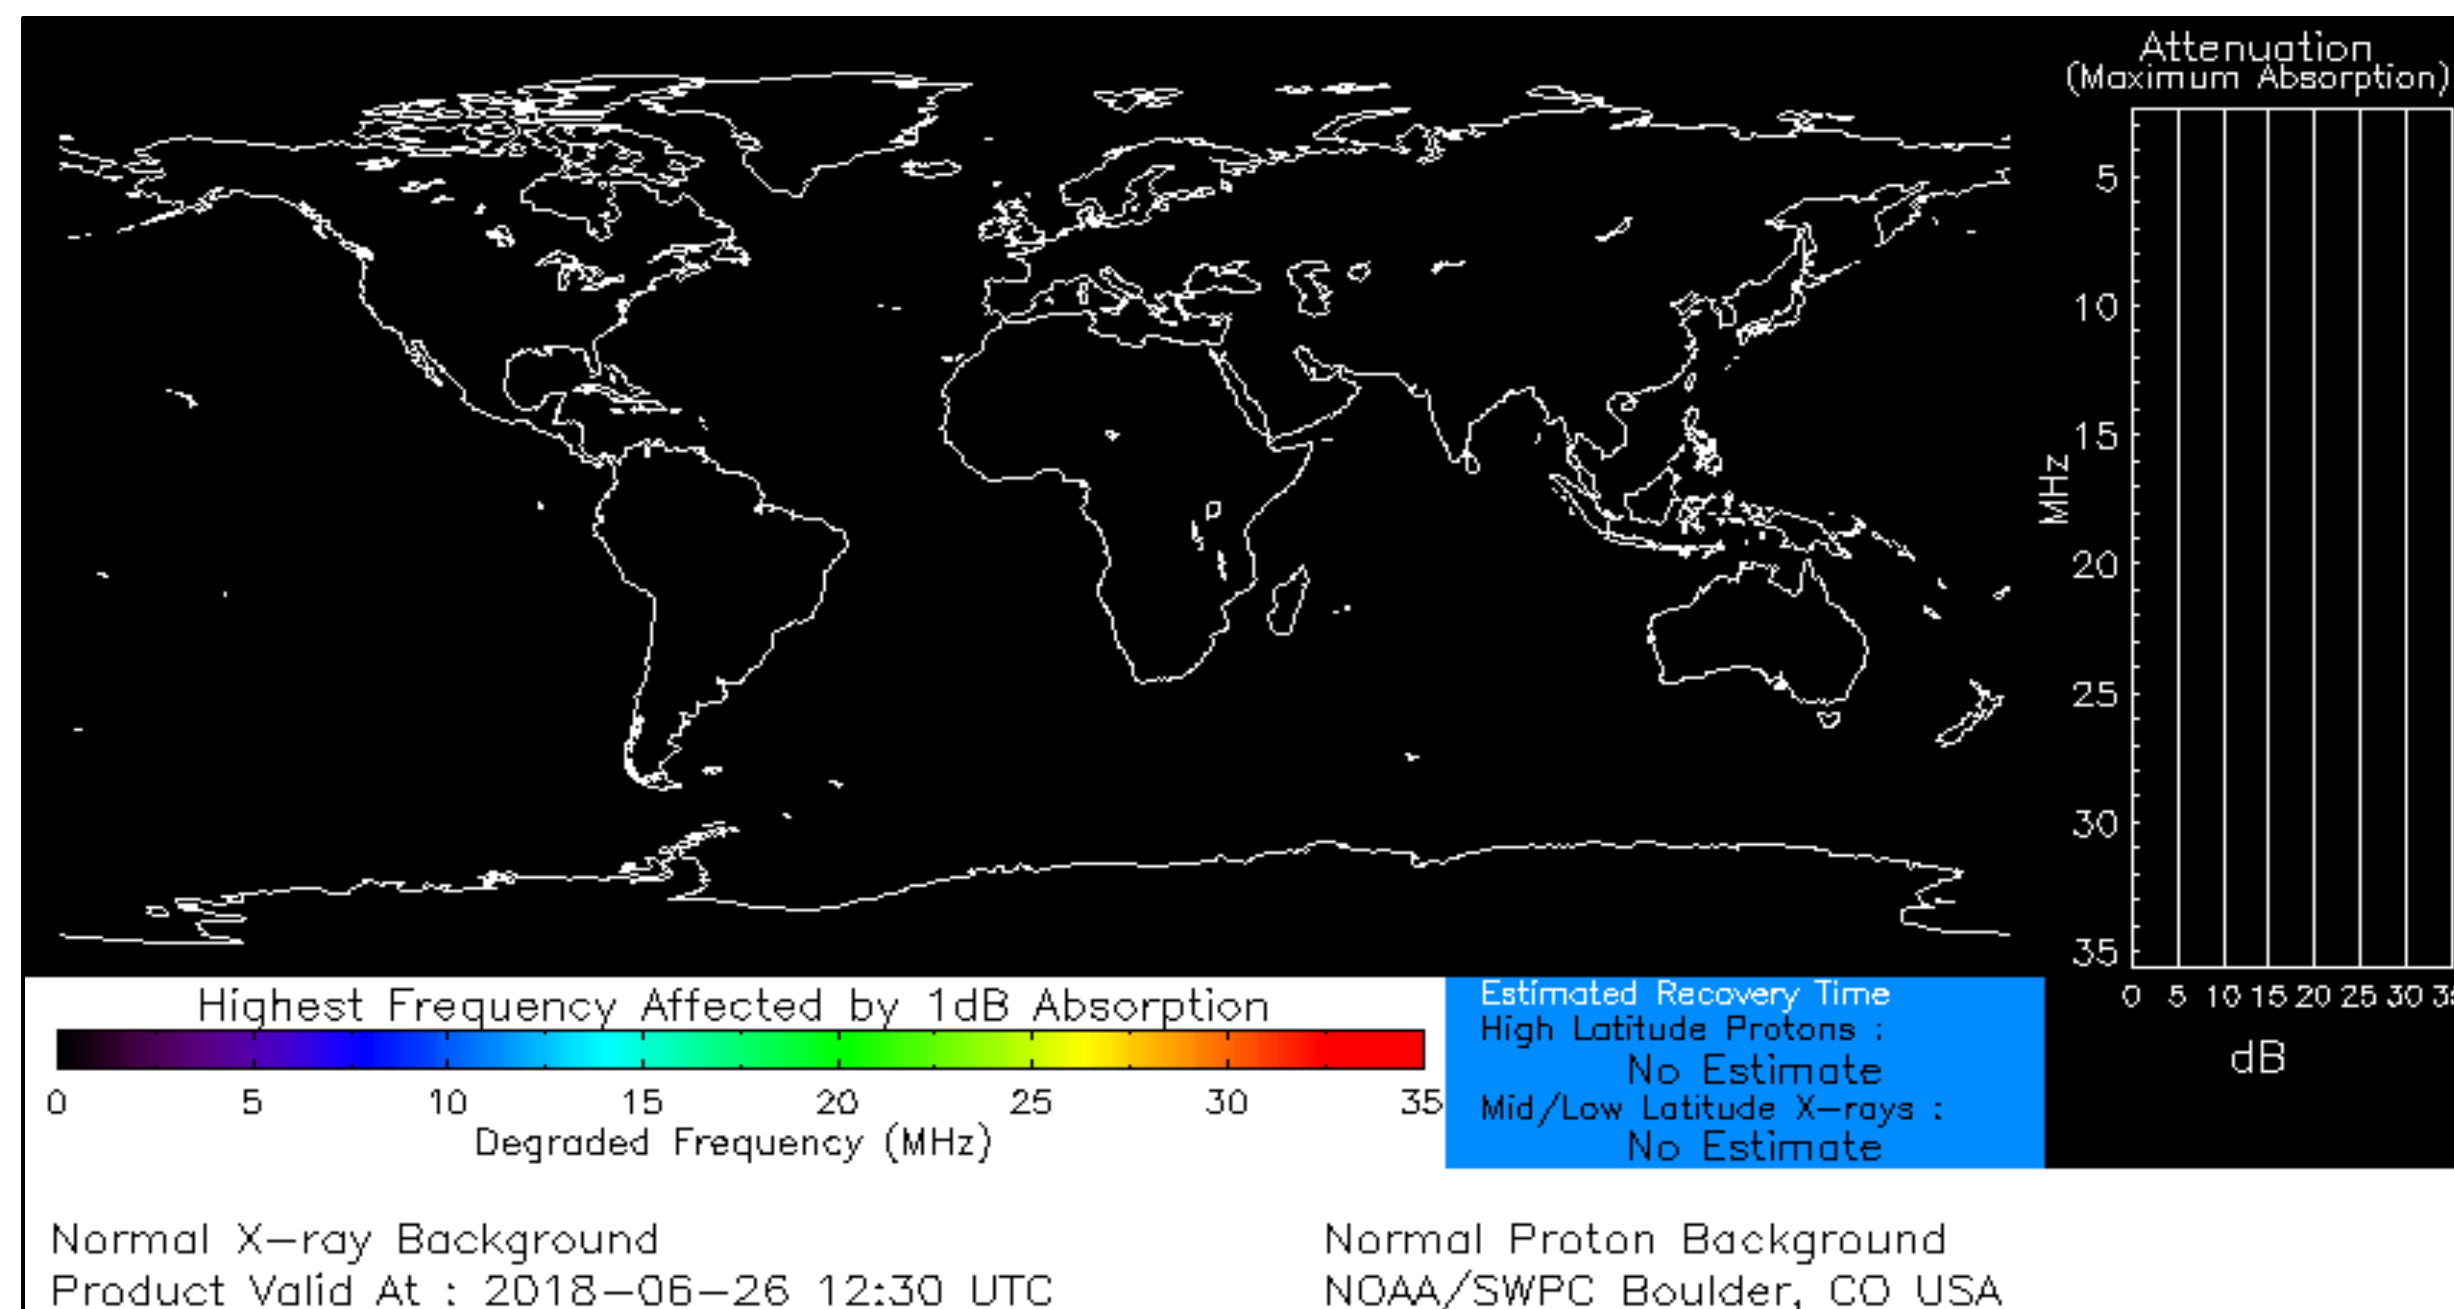 Attenuation
(Maximum Absorption)
5
10
15
20
25
30
35
MHz
0 5 10 15 20 25 30
dB
Highest Frequency Affected by 1dB Absorption
0 5 10 15 20 25 30 35
Degraded Frequency (MHz)
Estimated Recovery Time
High Latitude Protons :
No Estimate
Mid/Low Latitude X-rays :
No Estimate
Normal X-ray Background
Product Valid At : 2018-06-26 12:30 UTC
Normal Proton Background
NOAA/SWPC Boulder, CO USA